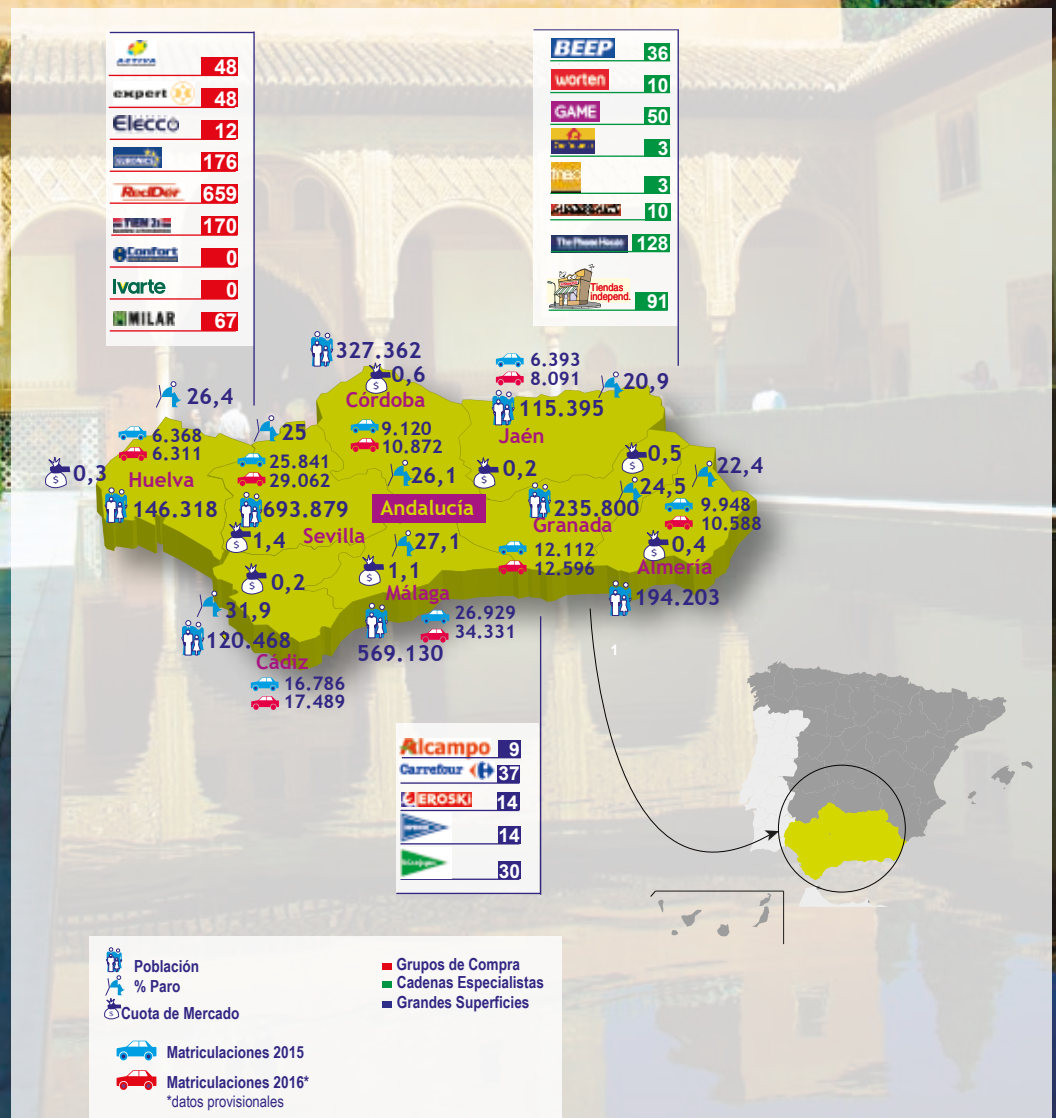 ACTIVA
48
expert
48
Elecco
12
EURONICS
176
RedDer
659
TIEN 21
170
Confort
0
Ivarte
0
MILAR
67
BEEP
36
worten
10
GAME
50
3
3
10
The Phone House
128
Tiendas
independ.
91
327.362
0,6
Córdoba
9.120
10.872
26,1
6.393
8.091
20,9
115.395
Jaén
0,2
26,4
6.368
6.311
0,3
Huelva
146.318
25
25.841
29.062
693.879
Sevilla
1,4
Andalucía
0,5
24,5
235.800
Granada
12.112
12.596
22,4
9.948
10.588
0,4
Almería
194.203
27,1
1,1
Málaga
26.929
34.331
569.130
0,2
31,9
120.468
Cádiz
16.786
17.489
1
Alcampo
9
Carrefour
37
EROSKI
14
14
30
Población
% Paro
Cuota de Mercado
Matriculaciones 2015
Matriculaciones 2016*
*datos provisionales
Grupos de Compra
Cadenas Especialistas
Grandes Superficies